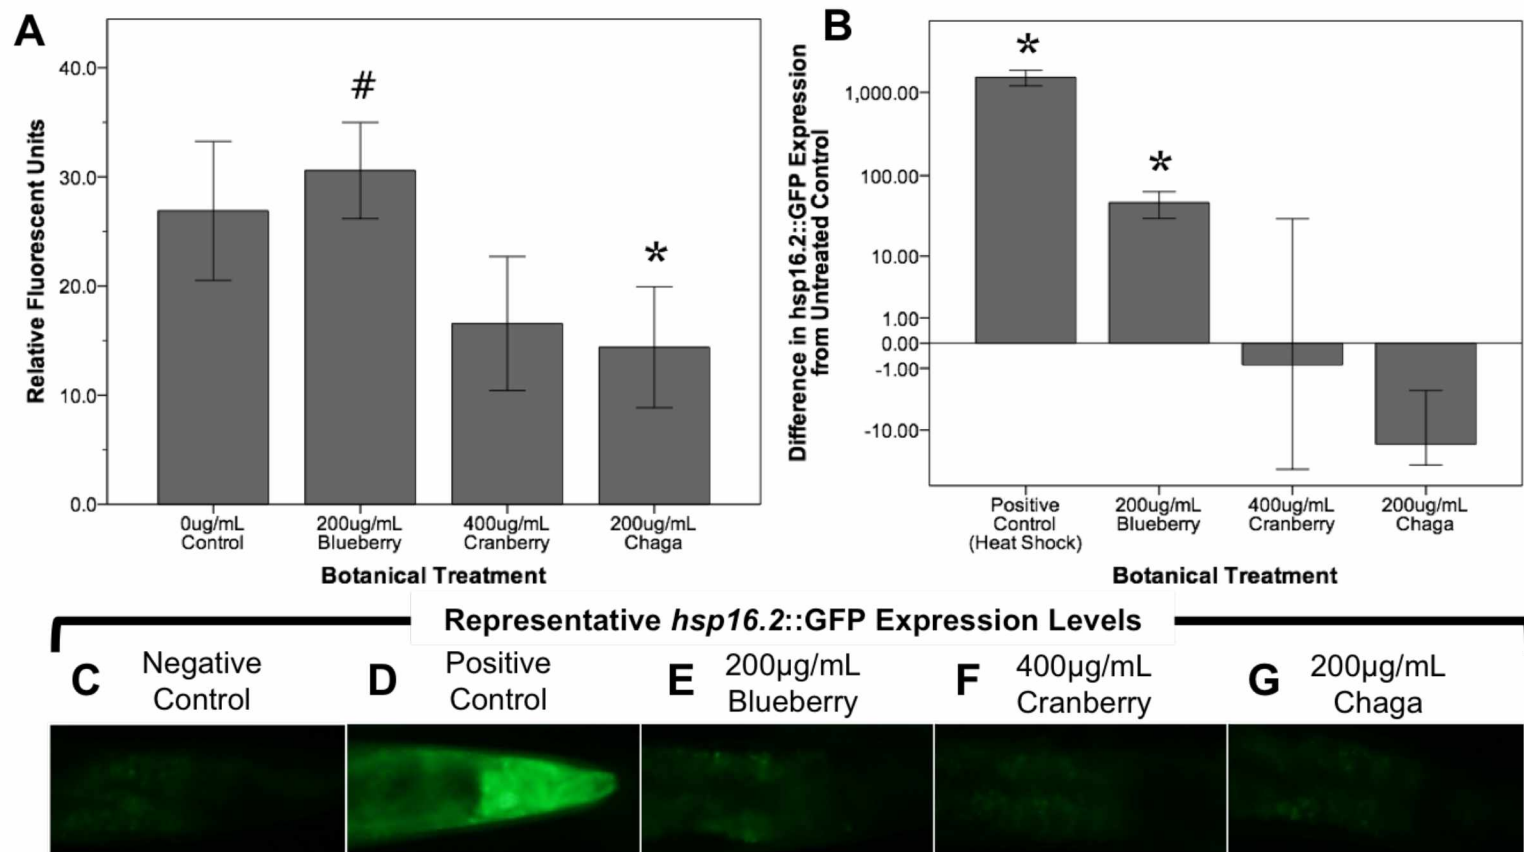 A
Relative Fluorescent Units
40.0
30.0
20.0
10.0
0.0
#
*
0ug/mL
Control
200ug/mL
Blueberry
400ug/mL
Cranberry
200ug/mL
Chaga
Botanical Treatment
B
Difference in hsp16.2::GFP Expression
from Untreated Control
1,000.00
100.00
10.00
1.00
0.00
-1.00
-10.00
*
*
Positive
Control
(Heat Shock)
200ug/mL
Blueberry
400ug/mL
Cranberry
200ug/mL
Chaga
Botanical Treatment
Representative hsp16.2::GFP Expression Levels
C
Negative
Control
D
Positive
Control
E
200µg/mL
Blueberry
F
400µg/mL
Cranberry
G
200µg/mL
Chaga